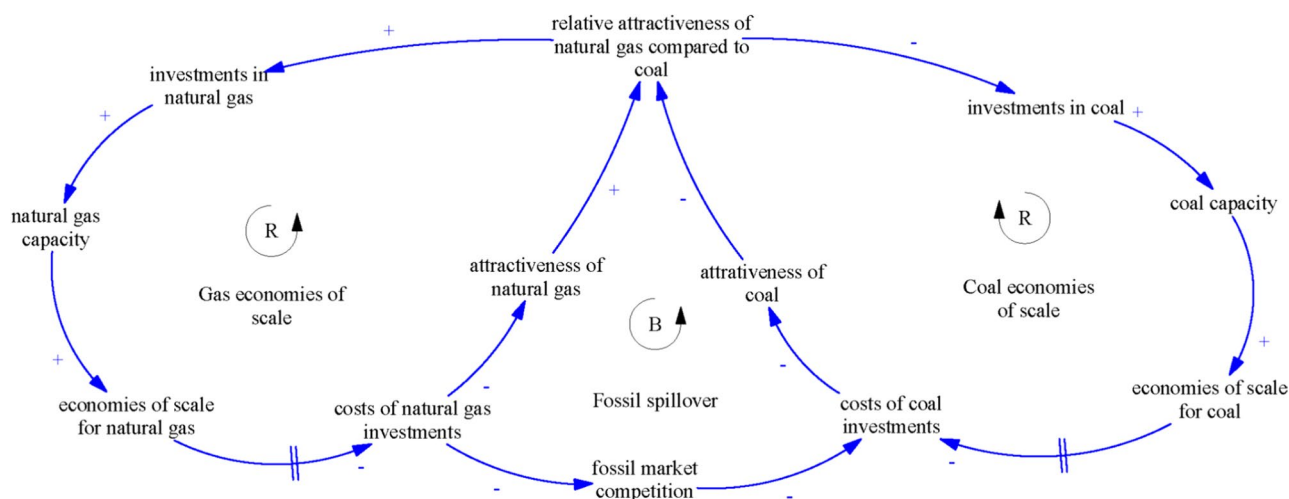 relative attractiveness of
natural gas compared to
coal
+
-
investments in
natural gas
investments in coal
+
+
+
-
natural gas
capacity
R
R
coal capacity
attractiveness of
natural gas
attrativeness of
coal
Gas economies of
scale
Coal economies
of scale
B
+
+
-
-
economies of scale
for natural gas
costs of natural gas
investments
Fossil spillover
costs of coal
investments
economies of scale
for coal
-
-
fossil market
competition
-
-